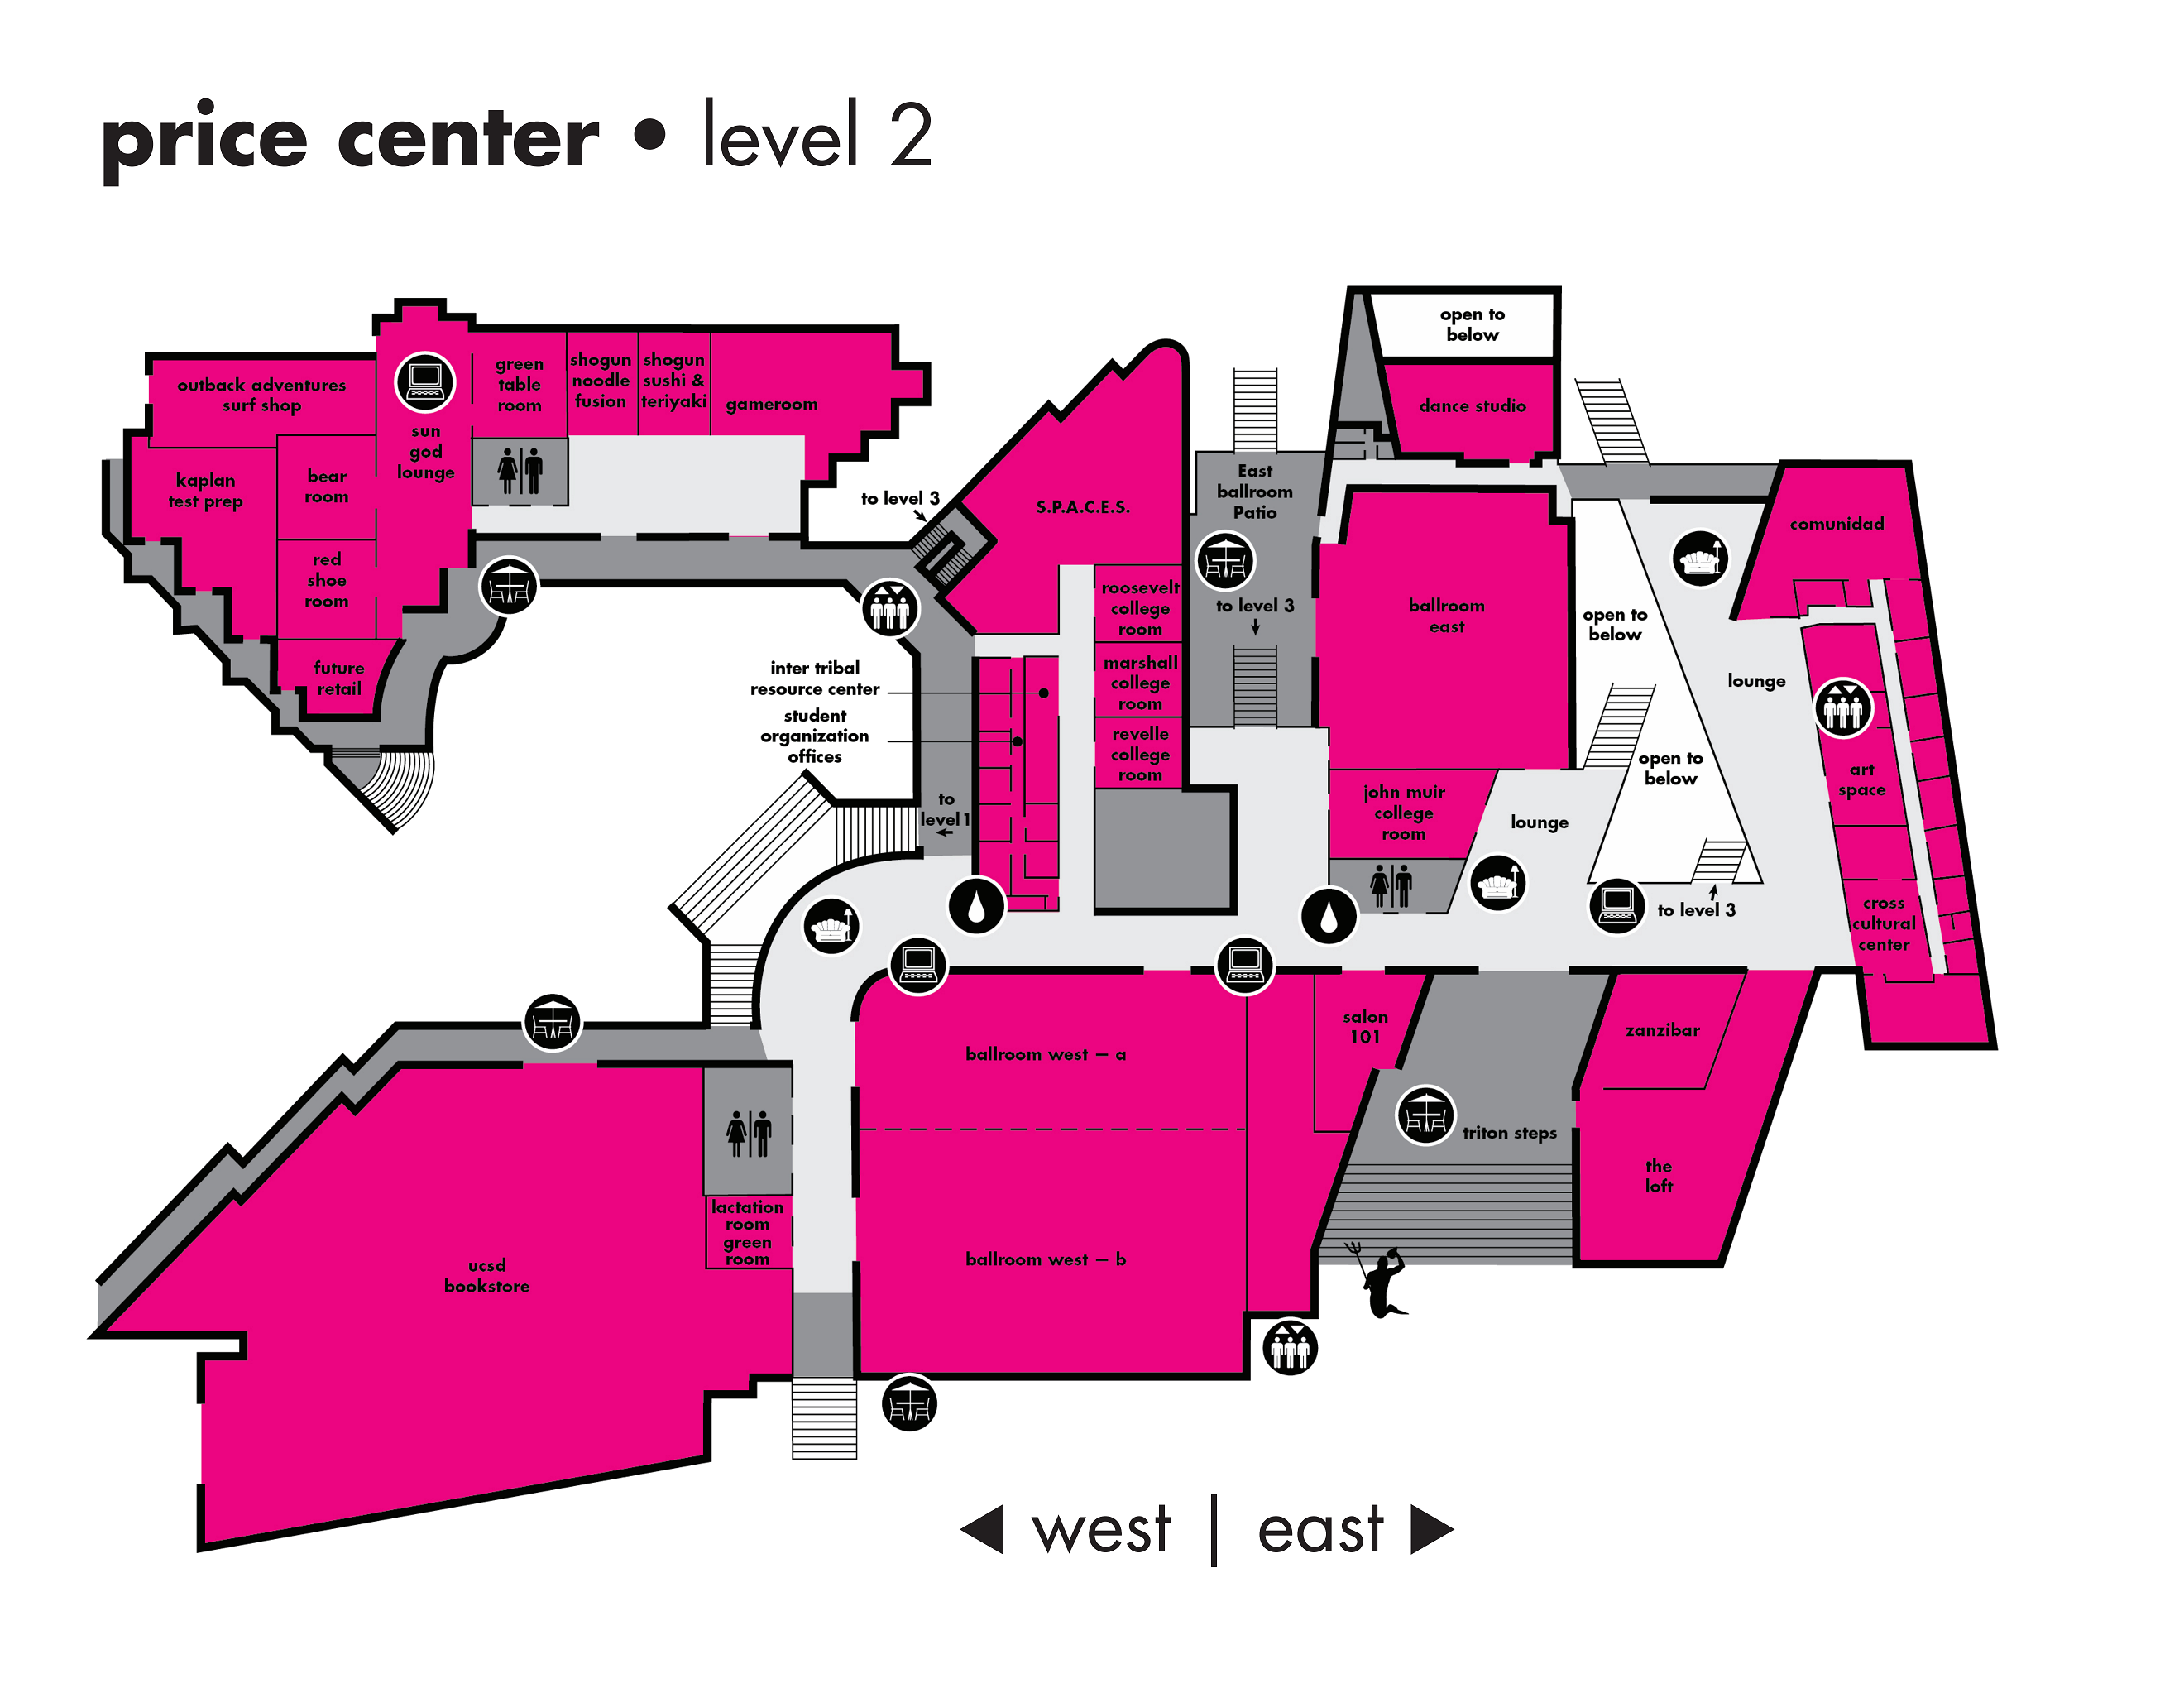 price center • level 2
open to
below
outback adventures
surf shop
sun
god
lounge
green
table
room
shogun
noodle
fusion
shogun
sushi &
teriyaki
gameroom
dance studio
kaplan
test prep
bear
room
red
shoe
room
future
retail
to level 3
S.P.A.C.E.S.
East
ballroom
Patio
to level 3
comunidad
roosevelt
college
room
marshall
college
room
revelle
college
room
ballroom
east
open to
below
lounge
inter tribal
resource center
student
organization
offices
to
level1
john muir
college
room
lounge
open to
below
art
space
to level 3
cross
cultural
center
ballroom west – a
salon
101
zanzibar
triton steps
the
loft
lactation
room
green
room
ucsd
bookstore
ballroom west – b
west | east